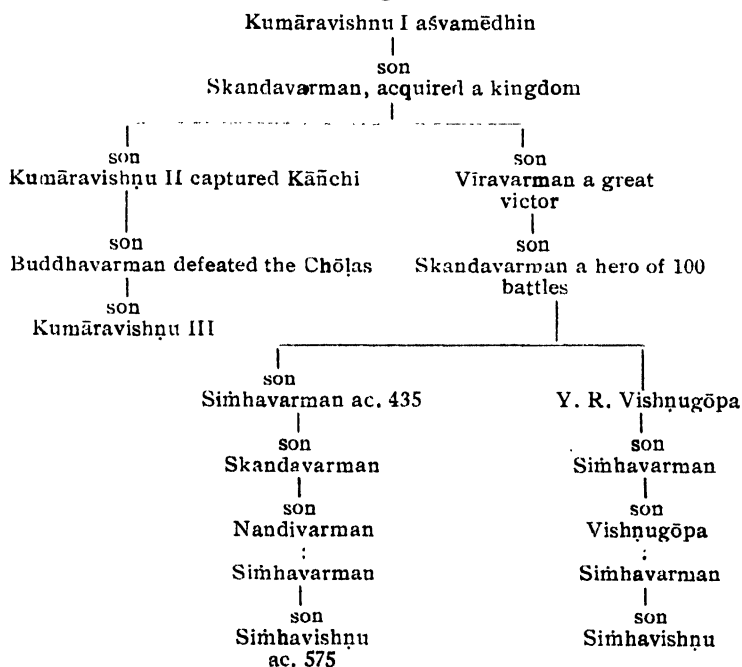 Kumāravishnu I aśvamēdhin
son
Skandavarman, acquired a kingdom
son son
Kumāravishṇu II captured Kāñchi Vīravarman a great
victor
son son
Buddhavarman defeated the Chōḷas Skandavarman a hero of 100
battles
son
Kumāravishṇu III
son
Siṁhavarman ac. 435 Y. R. Vishṇugōpa
son son
Skandavarman Siṁhavarman
son son
Nandivarman Vishṇugōpa
Siṁhavarman Siṁhavarman
son son
Siṁhavishṇu Siṁhavishṇu
ac. 575